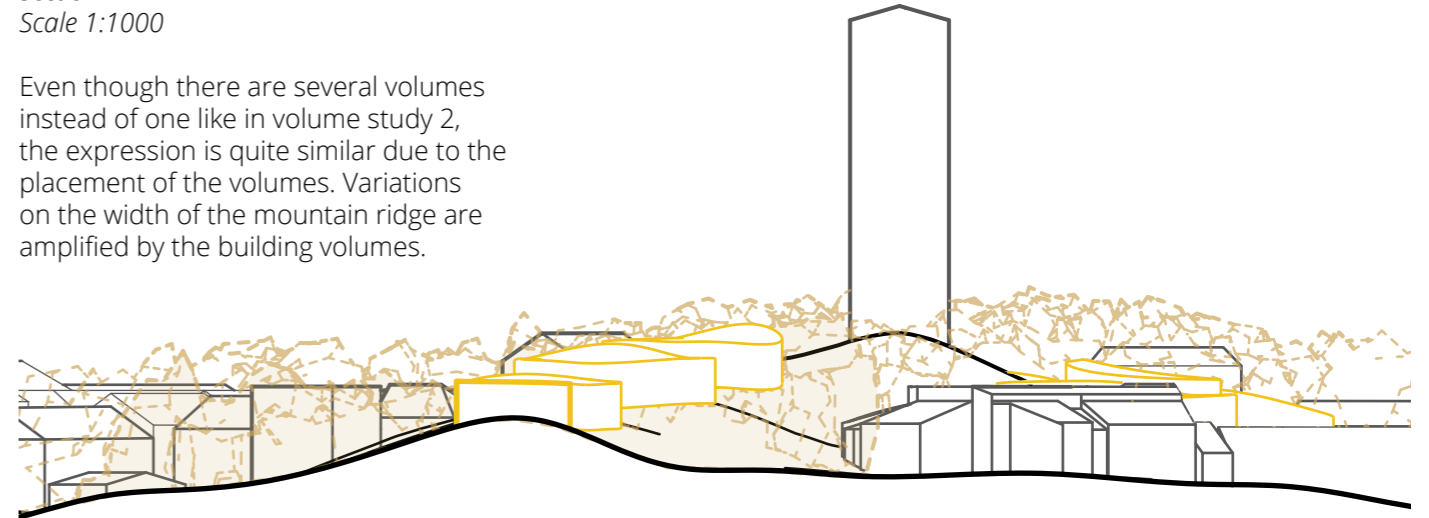 Scale 1:1000
Even though there are several volumes
instead of one like in volume study 2,
the expression is quite similar due to the
placement of the volumes. Variations
on the width of the mountain ridge are
amplified by the building volumes.